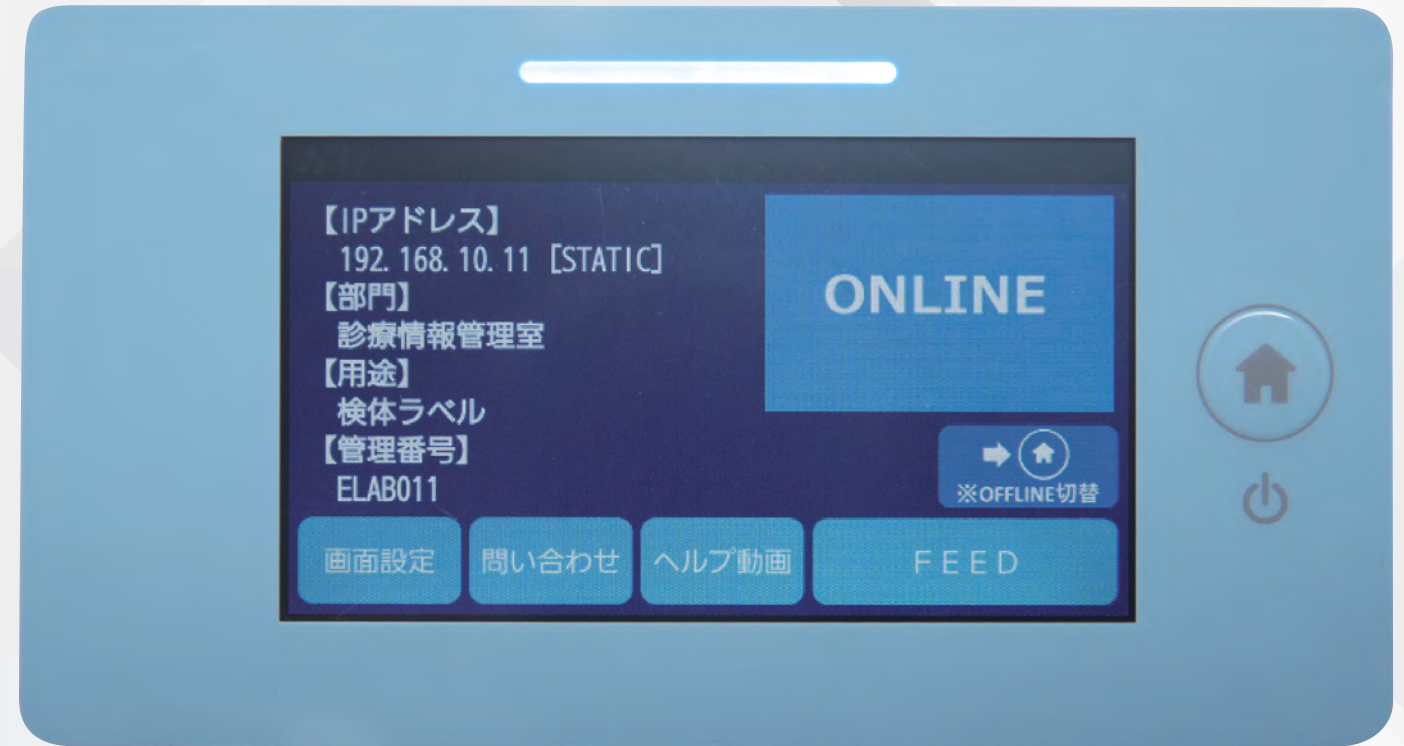 【IPアドレス】
192.168.10.11 [STATIC]
【部門】
診療情報管理室
【用途】
検体ラベル
【管理番号】
ELAB011
ONLINE
※OFFLINE切替
画面設定
問い合わせ
ヘルプ動画
FEED